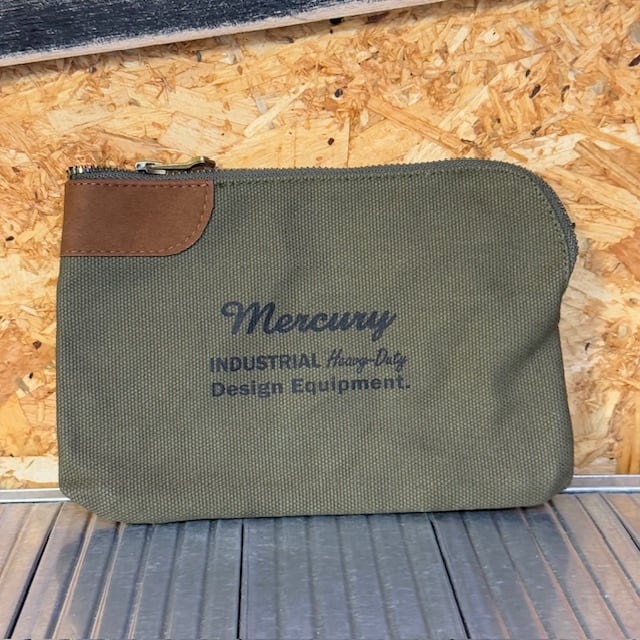 Mercury
INDUSTRIAL Heavy-Duty
Design Equipment.